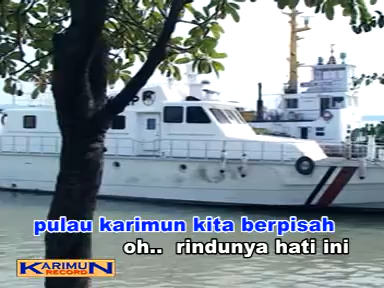 pulau karimun kita berpisah
oh.. rindunya hati ini
KARIMUN
RECORD